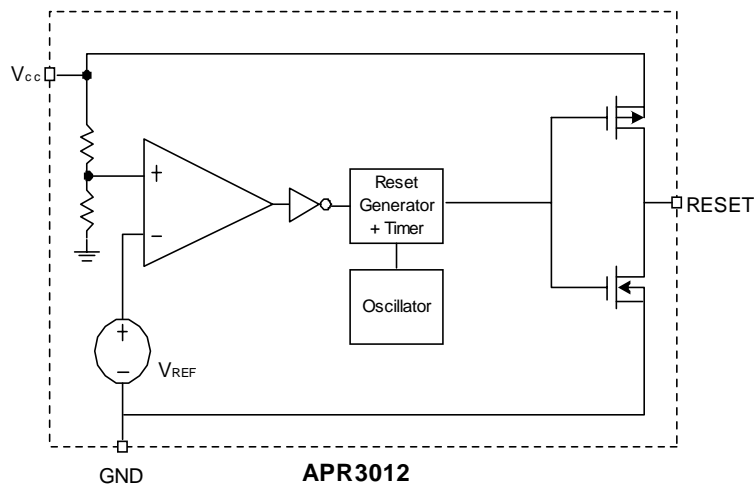 Vcc
+
−
Reset
Generator
+ Timer
RESET
Oscillator
+
−
VREF
GND
APR3012